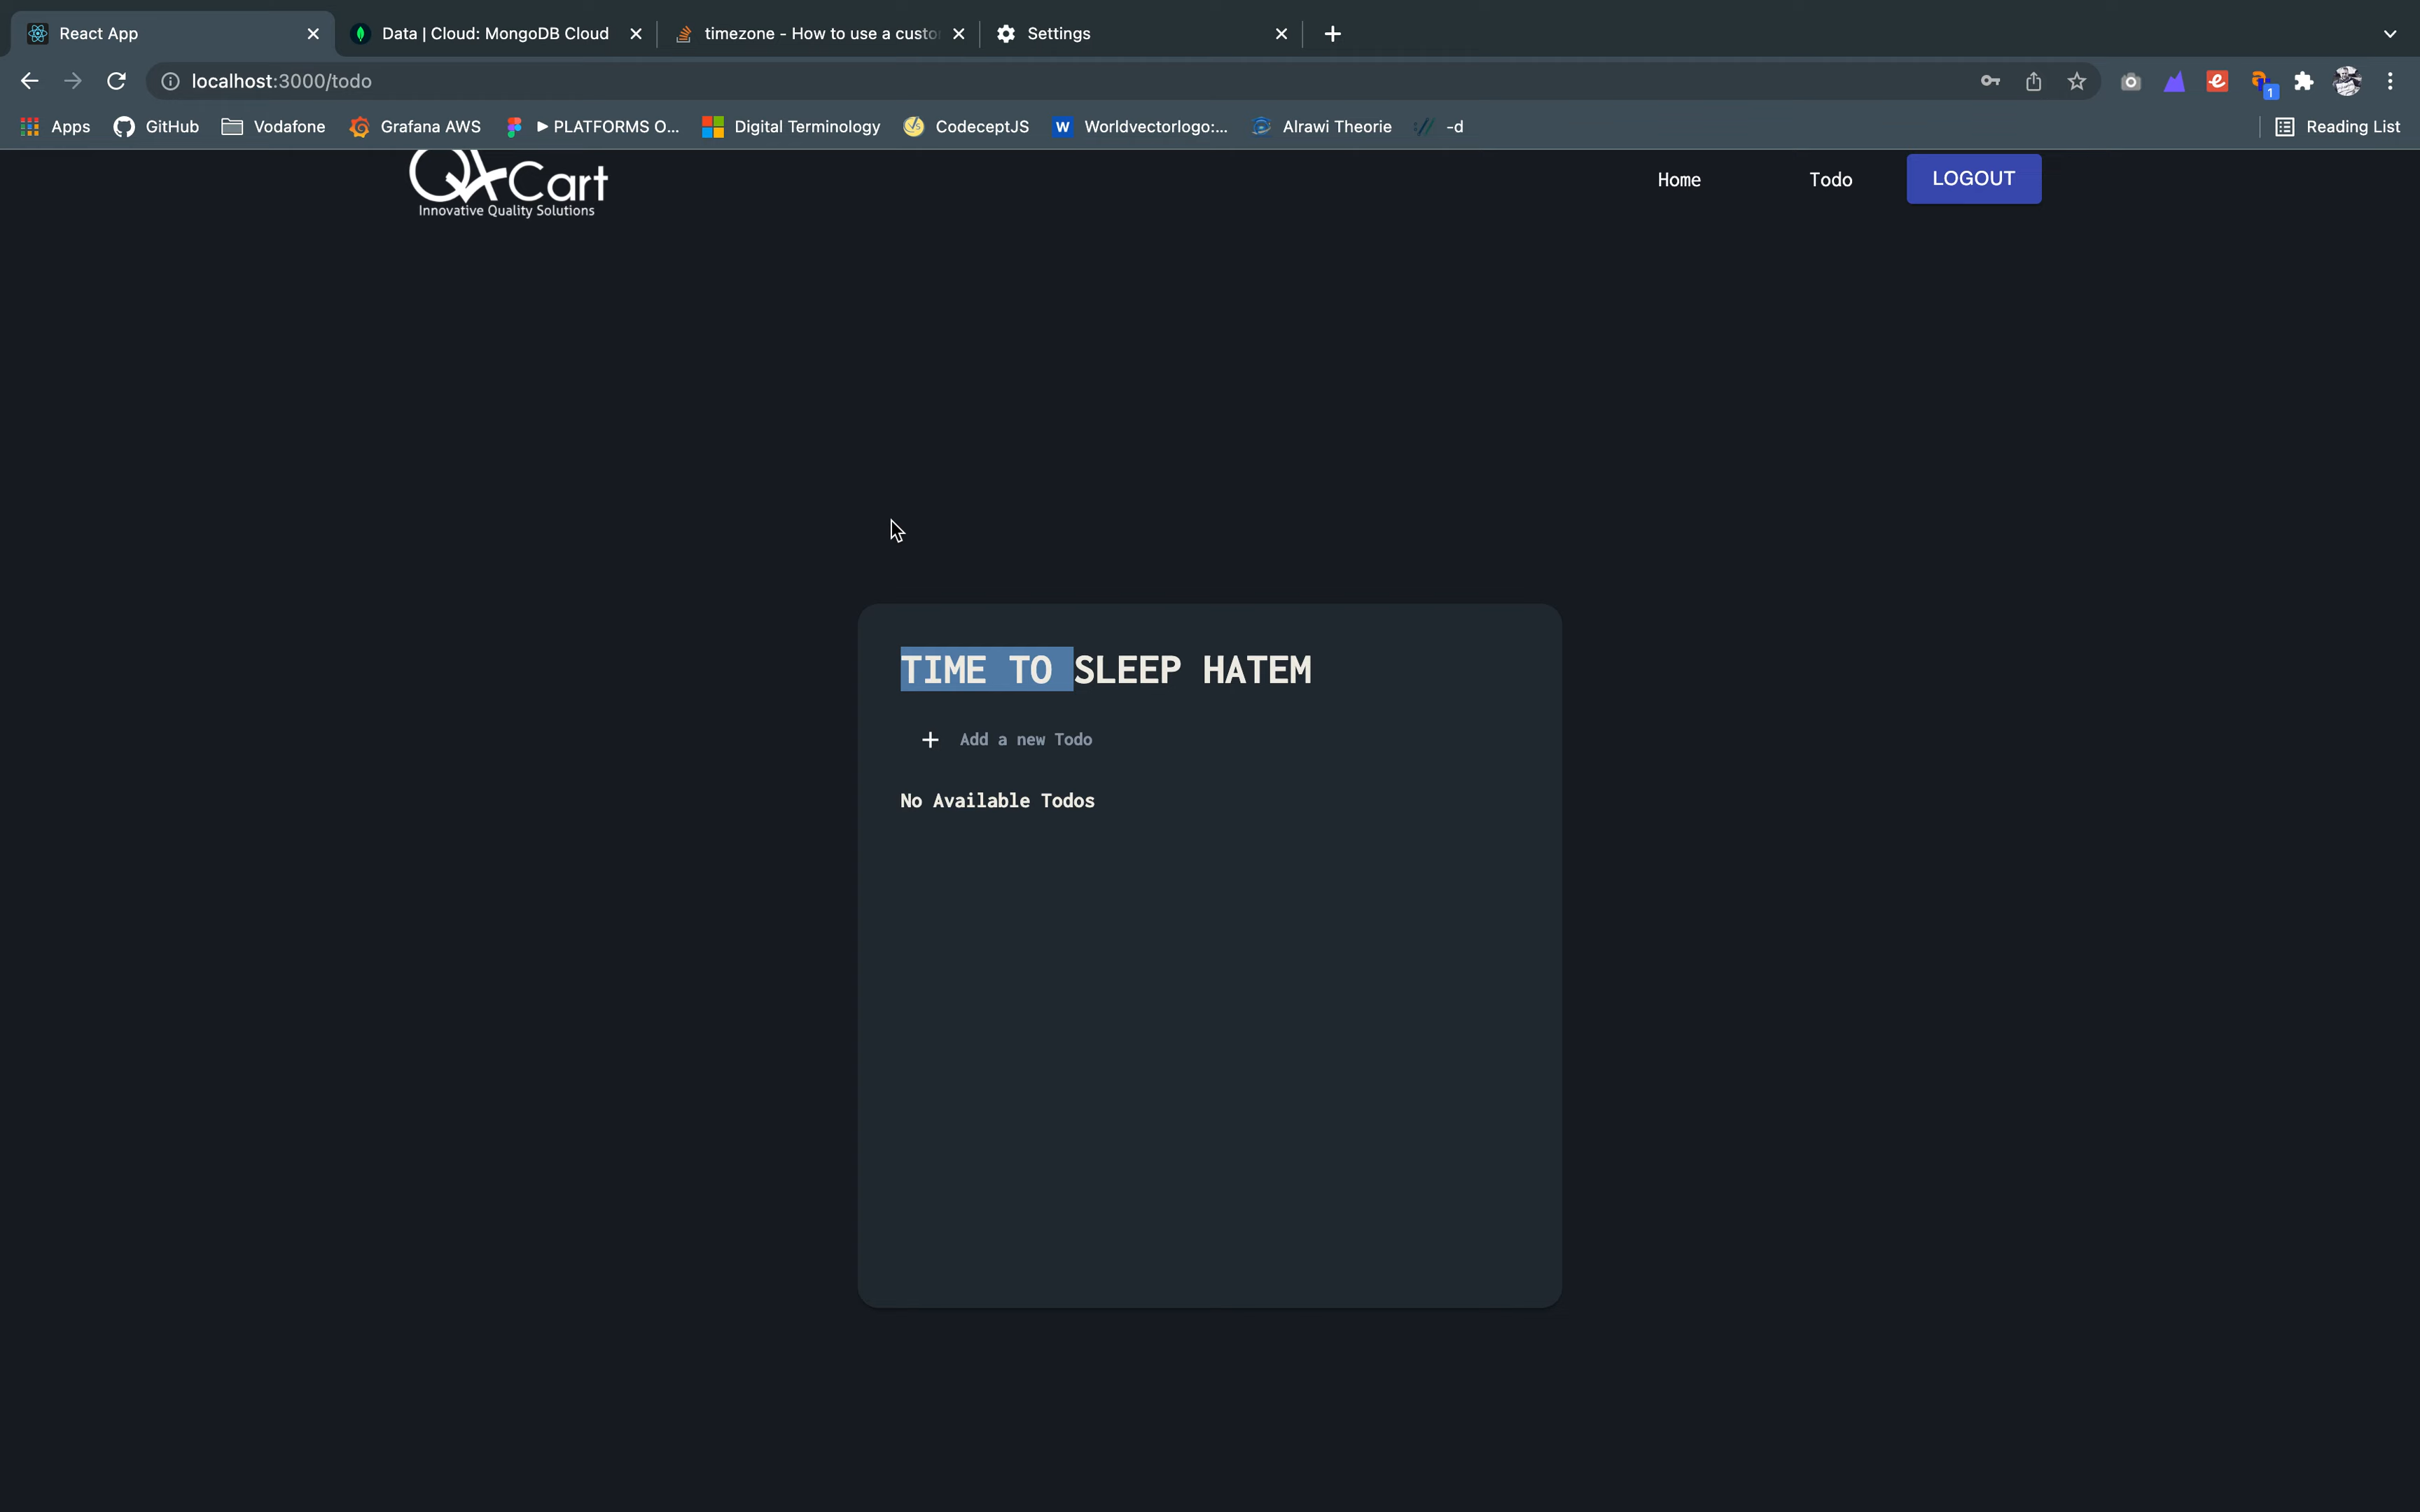 React App
Data | Cloud: MongoDB Cloud
timezone - How to use a custo
Settings
localhost:3000/todo
1
Apps
GitHub
Vodafone
Grafana AWS
▶ PLATFORMS O...
Digital Terminology
CodeceptJS
W
Worldvectorlogo:...
Alrawi Theorie
-d
Reading List
QACart
Innovative Quality Solutions
Home
Todo
LOGOUT
TIME TO SLEEP HATEM
+ Add a new Todo
No Available Todos